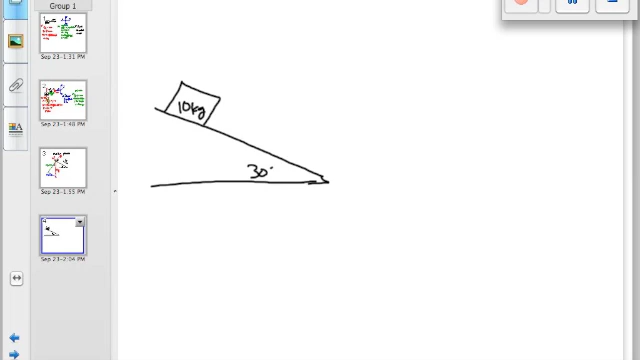 Group 1
Sep 23-1:31 PM
Sep 23-1:48 PM
Sep 23-1:55 PM
Sep 23-2:04 PM
10kg
30°